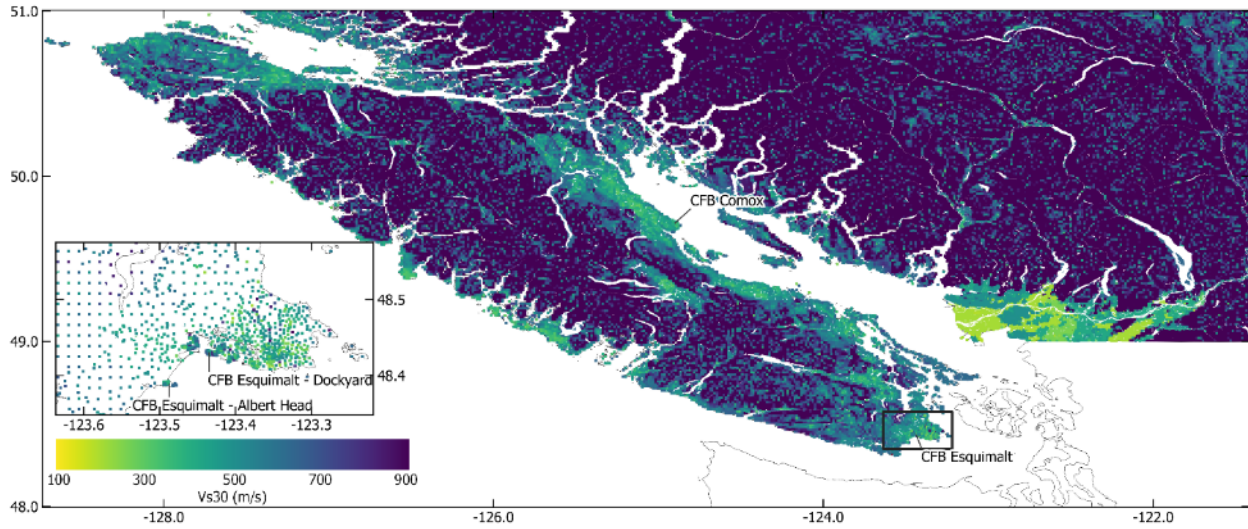 51.0
50.0
CFB Comox
48.5
49.0
CFB Esquimalt - Dockyard
48.4
CFB Esquimalt - Albert Head
-123.6 -123.5 -123.4 -123.3
CFB Esquimalt
100 300 500 700 900
Vs30 (m/s)
48.0
-128.0 -126.0 -124.0 -122.0